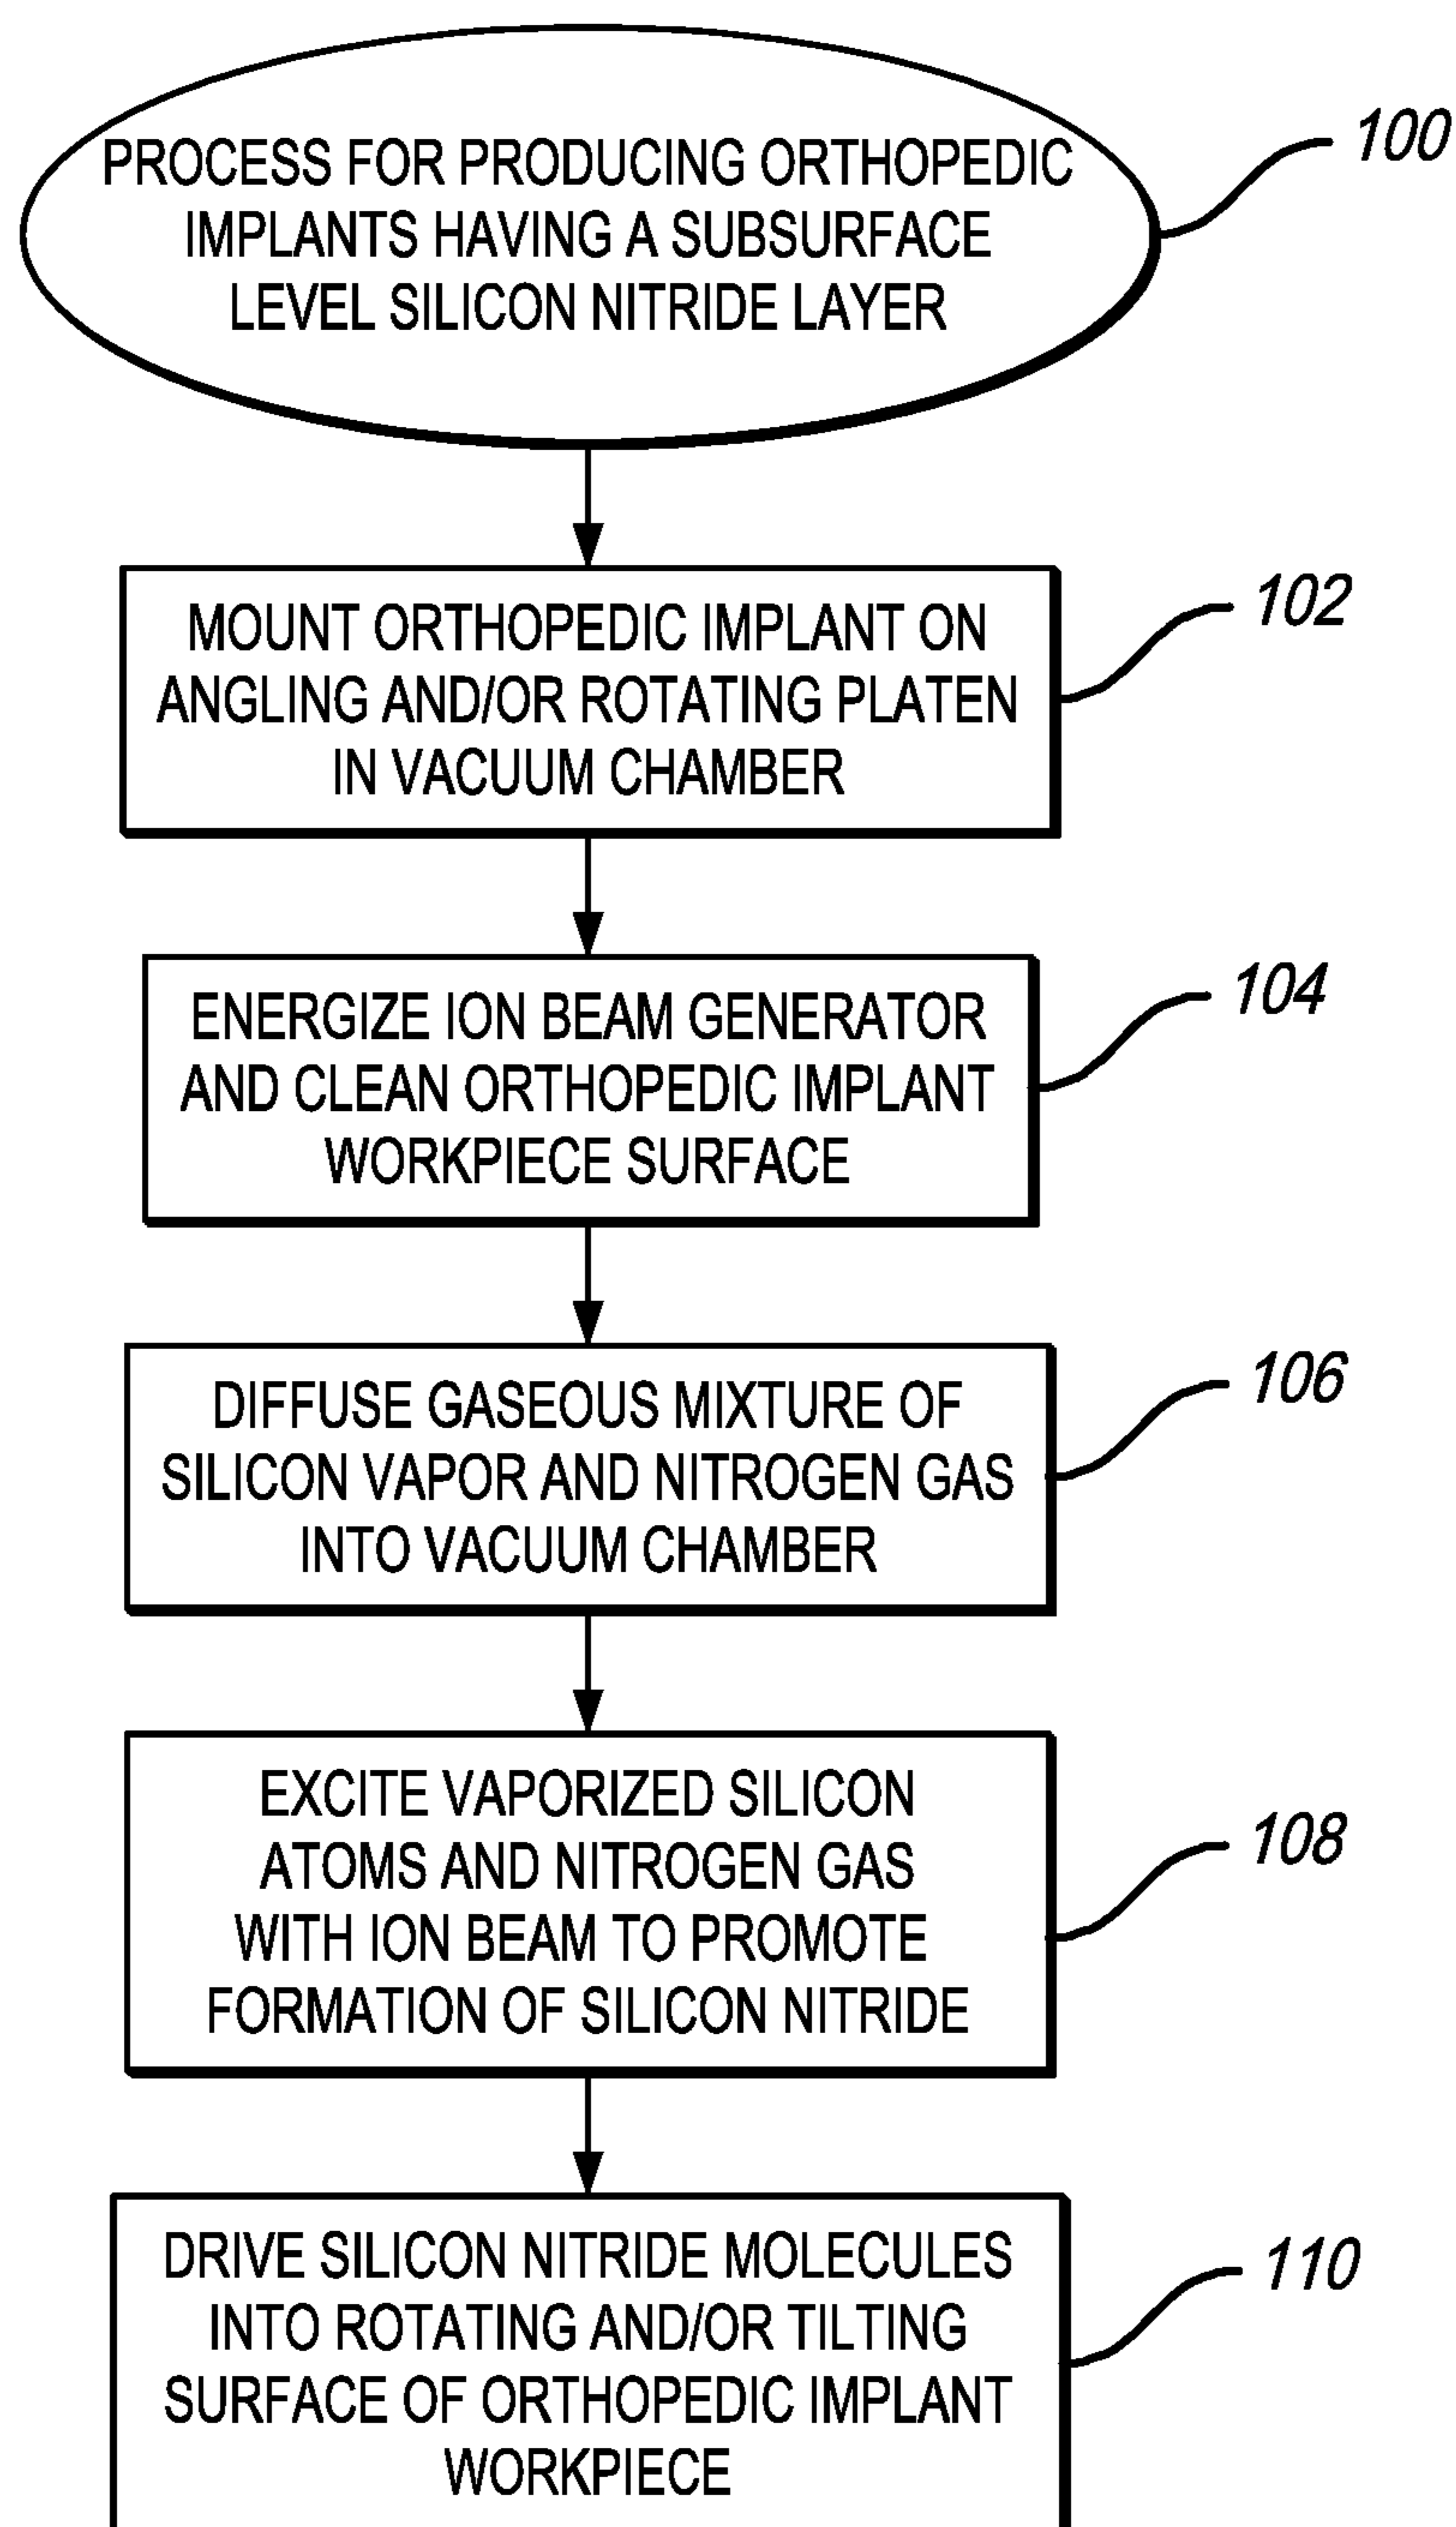 PROCESS FOR PRODUCING ORTHOPEDIC
IMPLANTS HAVING A SUBSURFACE
LEVEL SILICON NITRIDE LAYER
100
MOUNT ORTHOPEDIC IMPLANT ON
ANGLING AND/OR ROTATING PLATEN
IN VACUUM CHAMBER
102
ENERGIZE ION BEAM GENERATOR
AND CLEAN ORTHOPEDIC IMPLANT
WORKPIECE SURFACE
104
DIFFUSE GASEOUS MIXTURE OF
SILICON VAPOR AND NITROGEN GAS
INTO VACUUM CHAMBER
106
EXCITE VAPORIZED SILICON
ATOMS AND NITROGEN GAS
WITH ION BEAM TO PROMOTE
FORMATION OF SILICON NITRIDE
108
DRIVE SILICON NITRIDE MOLECULES
INTO ROTATING AND/OR TILTING
SURFACE OF ORTHOPEDIC IMPLANT
WORKPIECE
110